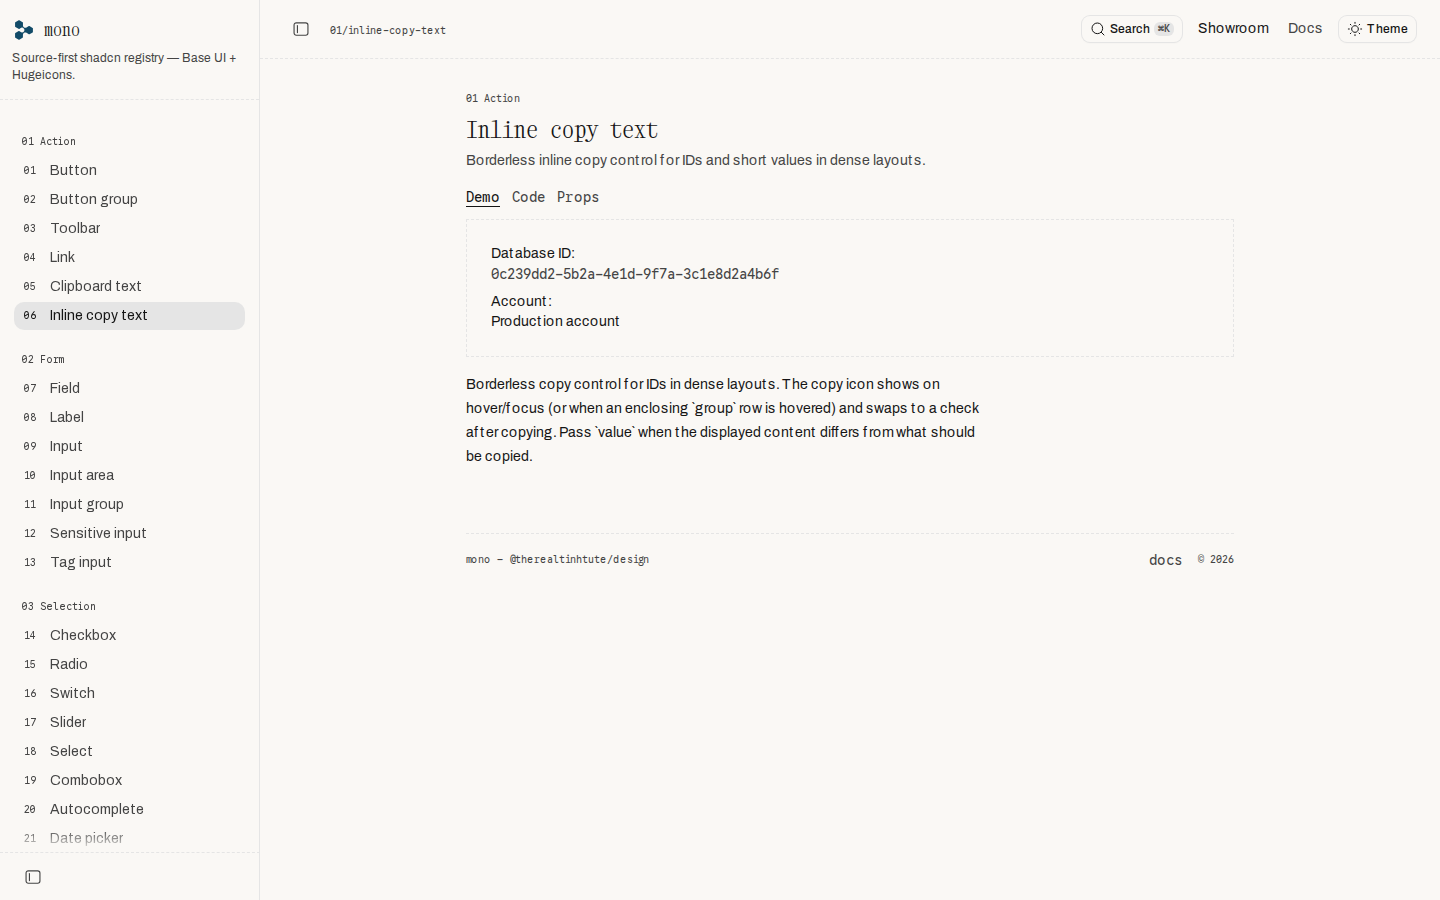 mono
Source-first shadcn registry — Base UI +
Hugeicons.
01 Action
01 Button
02 Button group
03 Toolbar
04 Link
05 Clipboard text
06 Inline copy text
02 Form
07 Field
08 Label
09 Input
10 Input area
11 Input group
12 Sensitive input
13 Tag input
03 Selection
14 Checkbox
15 Radio
16 Switch
17 Slider
18 Select
19 Combobox
20 Autocomplete
21 Date picker
01/inline-copy-text
Search ⌘K
Showroom
Docs
Theme
01 Action
Inline copy text
Borderless inline copy control for IDs and short values in dense layouts.
Demo Code Props
Database ID:
0c239dd2-5b2a-4e1d-9f7a-3c1e8d2a4b6f
Account:
Production account
Borderless copy control for IDs in dense layouts. The copy icon shows on
hover/focus (or when an enclosing `group` row is hovered) and swaps to a check
after copying. Pass `value` when the displayed content differs from what should
be copied.
mono — @therealtinhtute/design
docs © 2026